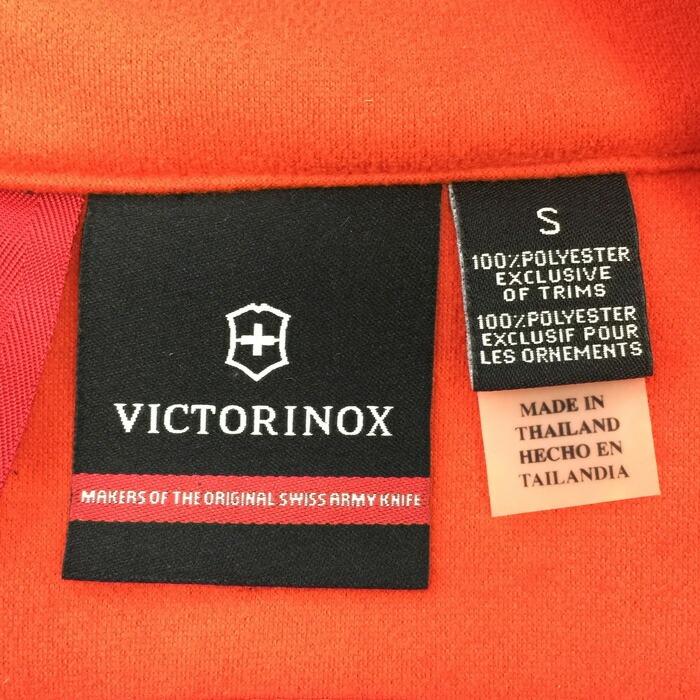 VICTORINOX
MAKERS OF THE ORIGINAL SWISS ARMY KNIFE
S
100%POLYESTER
EXCLUSIVE
OF TRIMS
100%POLYESTER
EXCLUSIF POUR
LES ORNEMENTS
MADE IN
THAILAND
HECHO EN
TAILANDIA